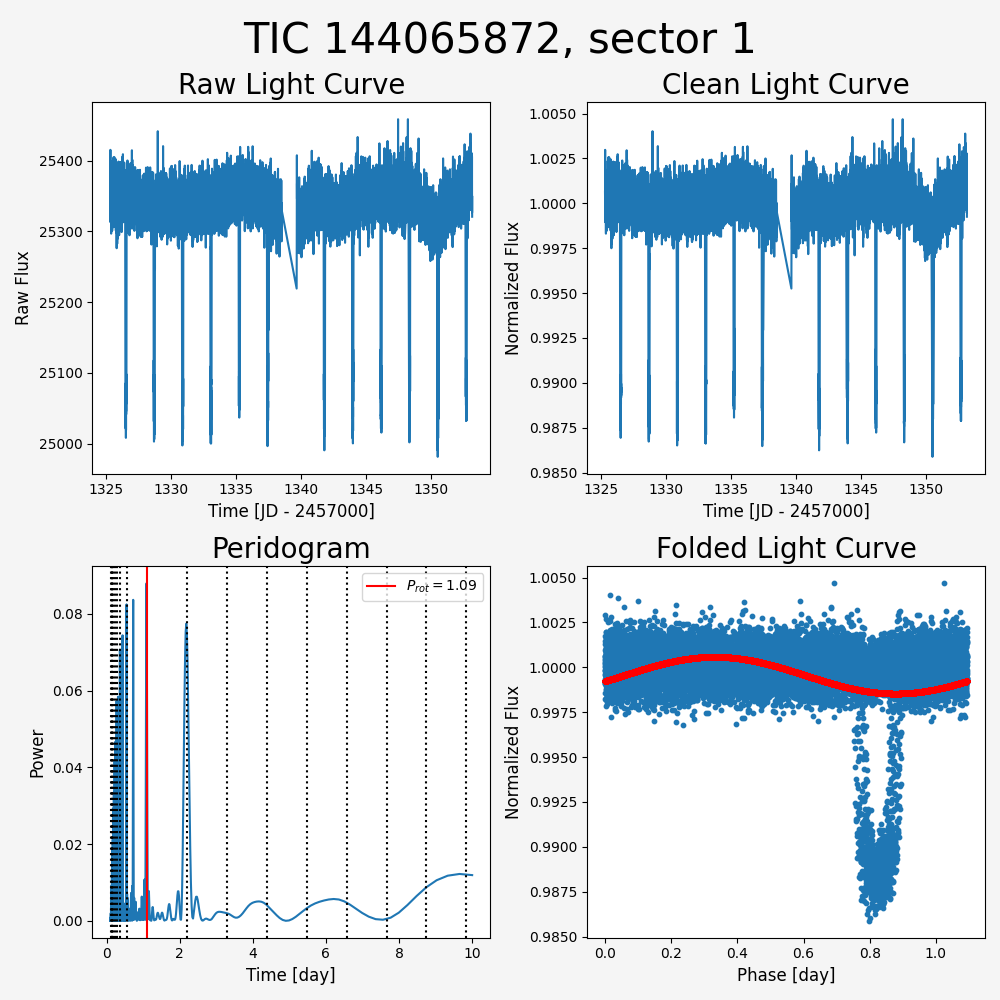 TIC 144065872, sector 1
Raw Light Curve
Clean Light Curve
Raw Flux
25400
25300
25200
25100
25000
1325 1330 1335 1340 1345 1350
Time [JD - 2457000]
Normalized Flux
1.0050
1.0025
1.0000
0.9975
0.9950
0.9925
0.9900
0.9875
0.9850
1325 1330 1335 1340 1345 1350
Time [JD - 2457000]
Peridogram
Folded Light Curve
Power
0.08
0.06
0.04
0.02
0.00
P_rot = 1.09
0 2 4 6 8 10
Time [day]
Normalized Flux
1.0050
1.0025
1.0000
0.9975
0.9950
0.9925
0.9900
0.9875
0.9850
0.0 0.2 0.4 0.6 0.8 1.0
Phase [day]